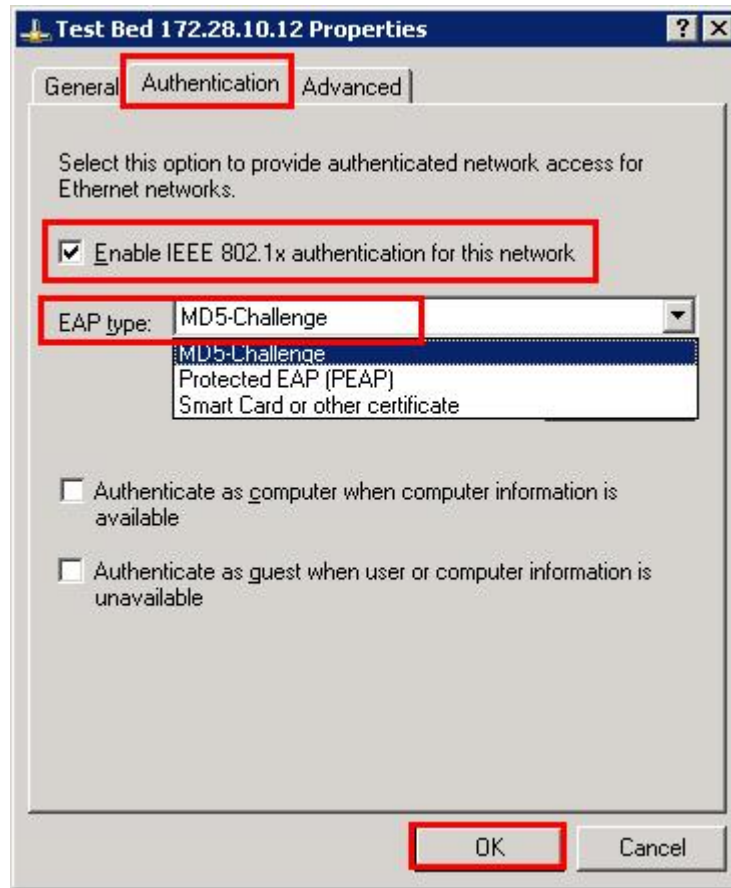 Test Bed 172.28.10.12 Properties
General Authentication Advanced
Select this option to provide authenticated network access for
Ethernet networks.
Enable IEEE 802.1x authentication for this network
EAP type: MD5-Challenge
MD5-Challenge
Protected EAP (PEAP)
Smart Card or other certificate
Authenticate as computer when computer information is
available
Authenticate as guest when user or computer information is
unavailable
OK Cancel